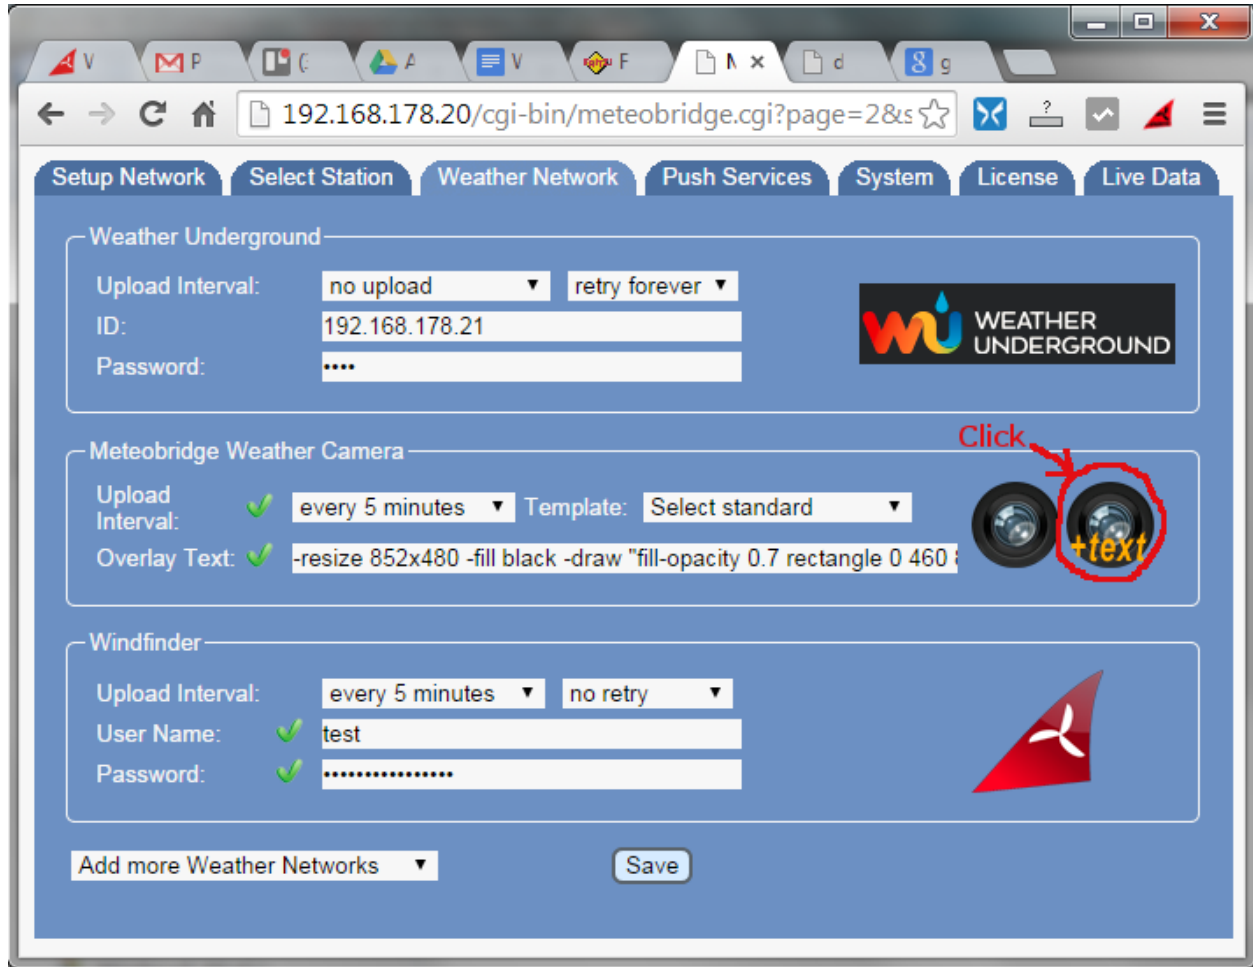 V P C A V F N d g
192.168.178.20/cgi-bin/meteobridge.cgi?page=2&s
Setup Network Select Station Weather Network Push Services System License Live Data
Weather Underground
Upload Interval: no upload retry forever
ID: 192.168.178.21
Password: ••••
WEATHER
UNDERGROUND
Click
Meteobridge Weather Camera
Upload
Interval: every 5 minutes Template: Select standard
+text
Overlay Text: -resize 852x480 -fill black -draw "fill-opacity 0.7 rectangle 0 460
Windfinder
Upload Interval: every 5 minutes no retry
User Name: test
Password: ••••••••••••••••
Add more Weather Networks Save